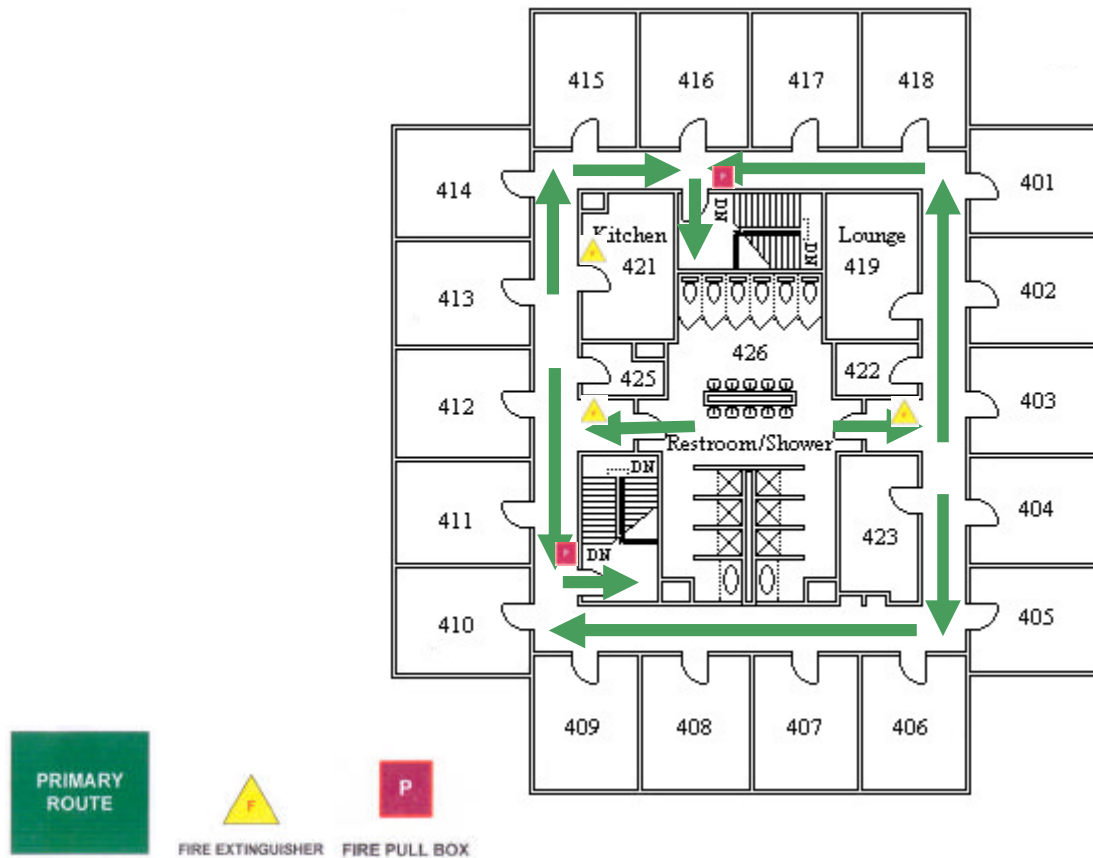 415 416 417 418
414
401
DN
Kitchen
421
Lounge
419
DN
F
413
402
426
425
422
412
403
F
F
Restroom/Shower
DN
411
404
423
P
DN
410
405
409 408 407 406
P
PRIMARY
ROUTE
F
P
FIRE EXTINGUISHER FIRE PULL BOX